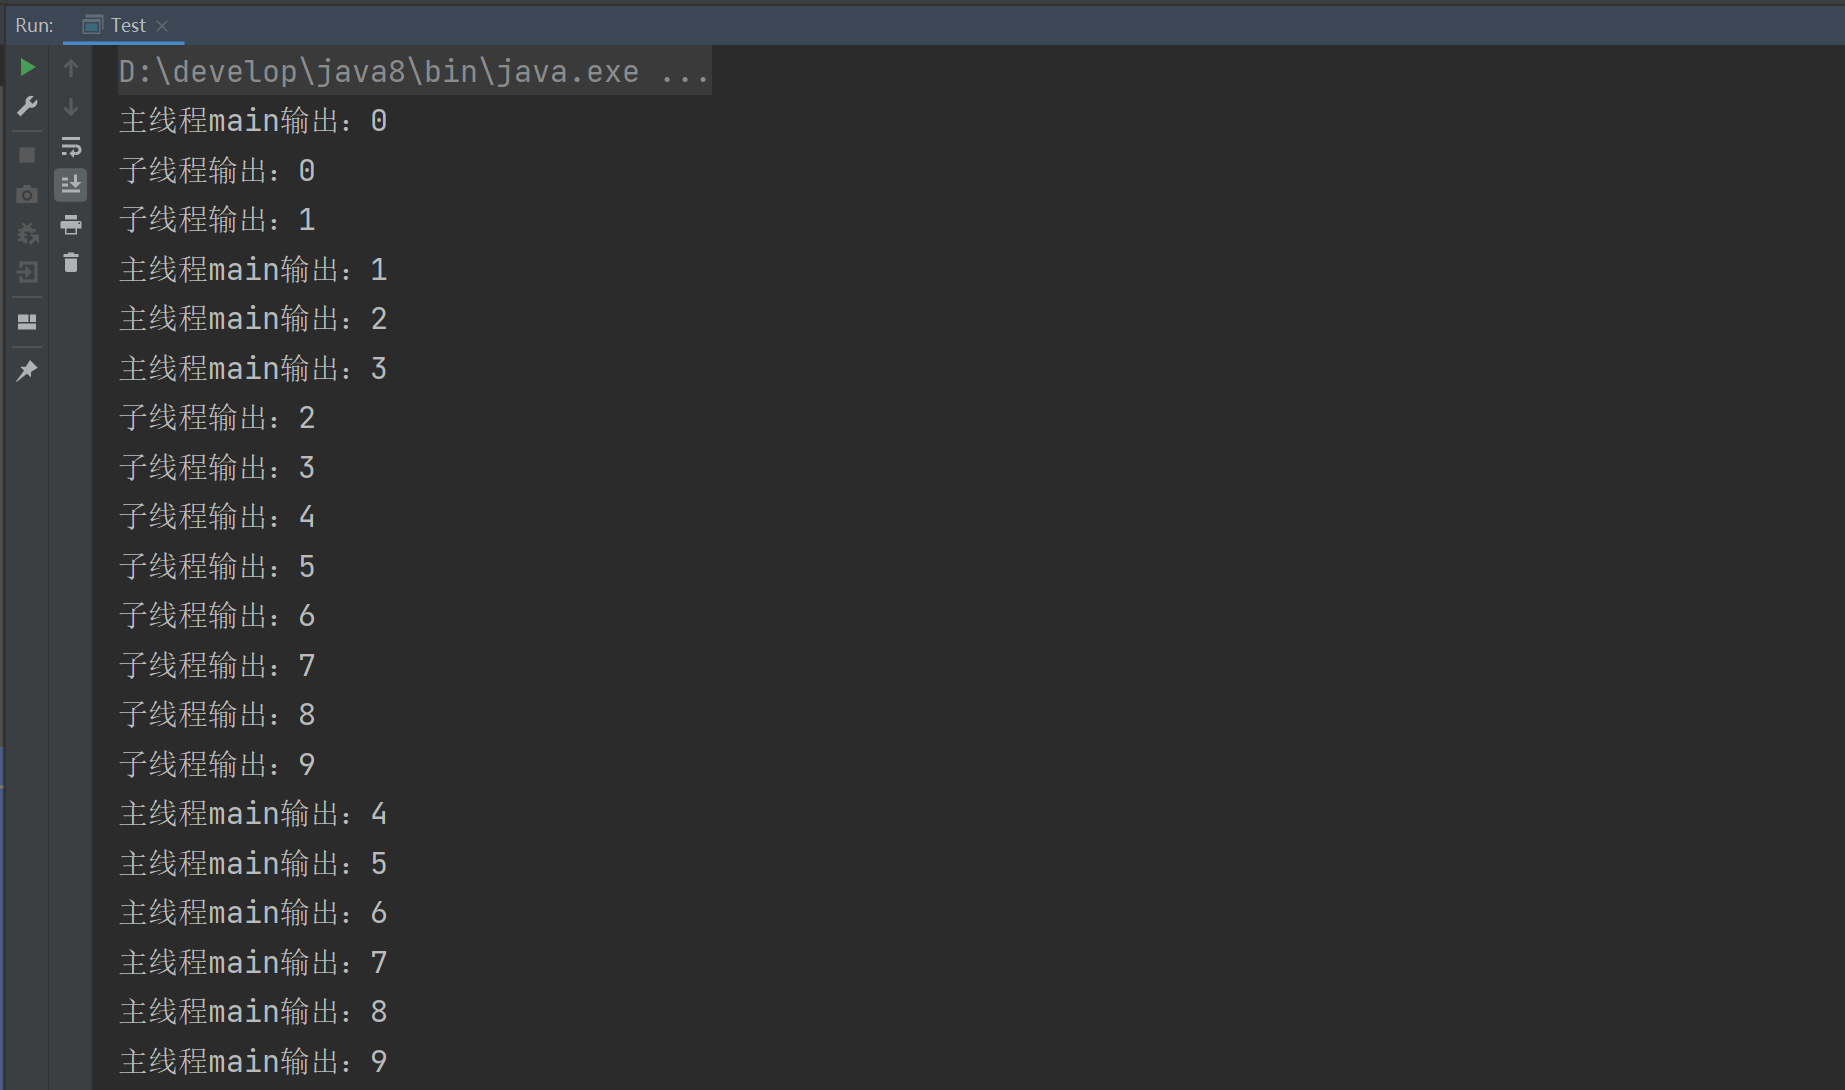 Run: Test
D:\develop\java8\bin\java.exe ...
主线程main输出：0
子线程输出：0
子线程输出：1
主线程main输出：1
主线程main输出：2
主线程main输出：3
子线程输出：2
子线程输出：3
子线程输出：4
子线程输出：5
子线程输出：6
子线程输出：7
子线程输出：8
子线程输出：9
主线程main输出：4
主线程main输出：5
主线程main输出：6
主线程main输出：7
主线程main输出：8
主线程main输出：9